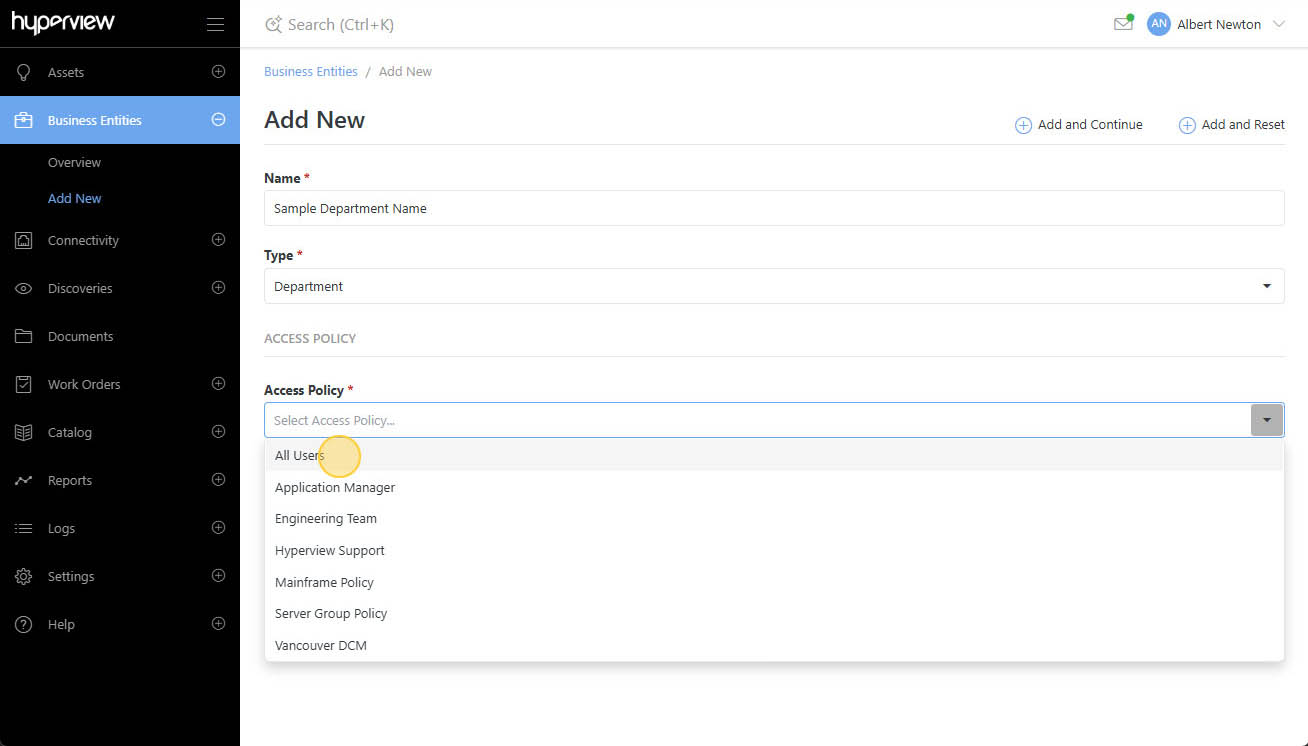 hyperview
Search (Ctrl+K)
AN Albert Newton
Assets
Business Entities
Overview
Add New
Connectivity
Discoveries
Documents
Work Orders
Catalog
Reports
Logs
Settings
Help
Business Entities / Add New
Add New
Add and Continue
Add and Reset
Name *
Sample Department Name
Type *
Department
ACCESS POLICY
Access Policy *
Select Access Policy...
All Users
Application Manager
Engineering Team
Hyperview Support
Mainframe Policy
Server Group Policy
Vancouver DCM